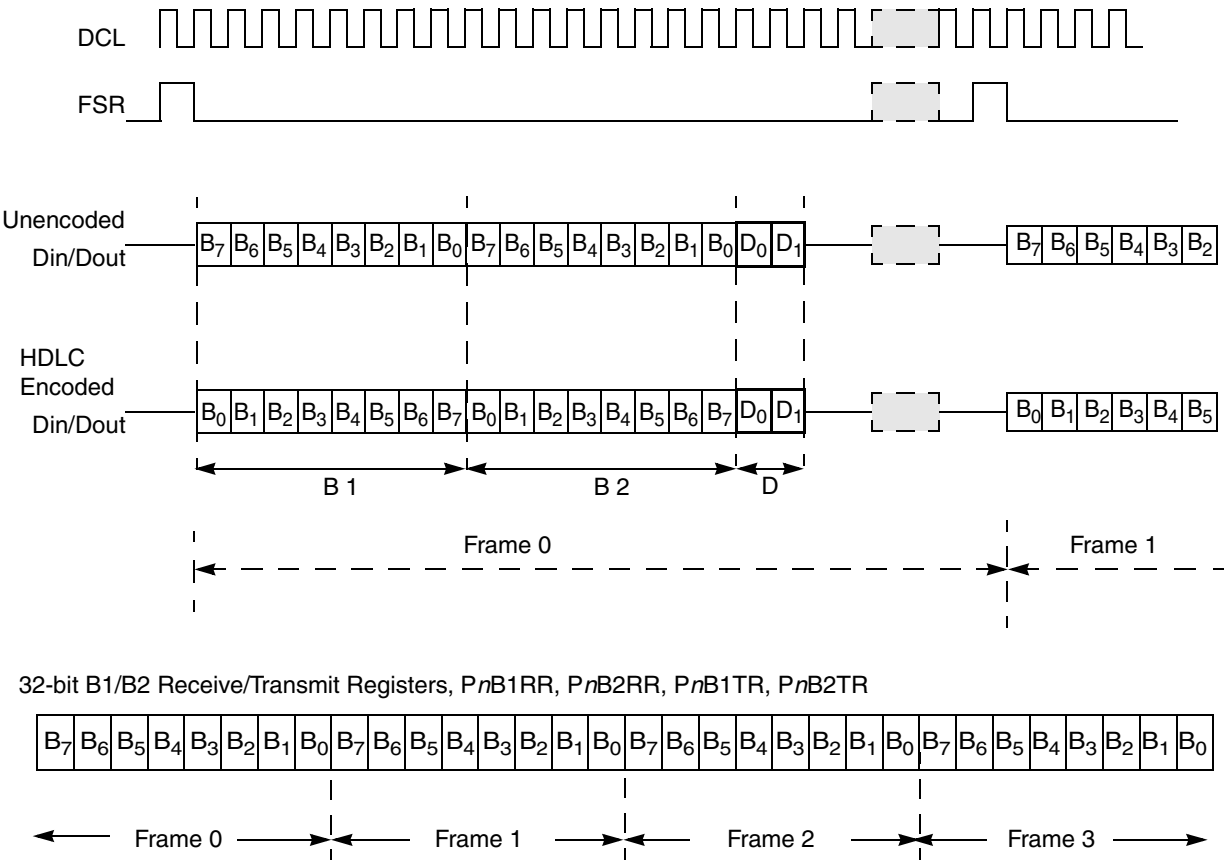 DCL
FSR
Unencoded
Din/Dout
B7 B6 B5 B4 B3 B2 B1 B0 B7 B6 B5 B4 B3 B2 B1 B0 D0 D1 B7 B6 B5 B4 B3 B2
HDLC
Encoded
Din/Dout
B0 B1 B2 B3 B4 B5 B6 B7 B0 B1 B2 B3 B4 B5 B6 B7 D0 D1 B0 B1 B2 B3 B4 B5
B 1 B 2 D
Frame 0 Frame 1
32-bit B1/B2 Receive/Transmit Registers, PnB1RR, PnB2RR, PnB1TR, PnB2TR
B7 B6 B5 B4 B3 B2 B1 B0 B7 B6 B5 B4 B3 B2 B1 B0 B7 B6 B5 B4 B3 B2 B1 B0 B7 B6 B5 B4 B3 B2 B1 B0
Frame 0 Frame 1 Frame 2 Frame 3